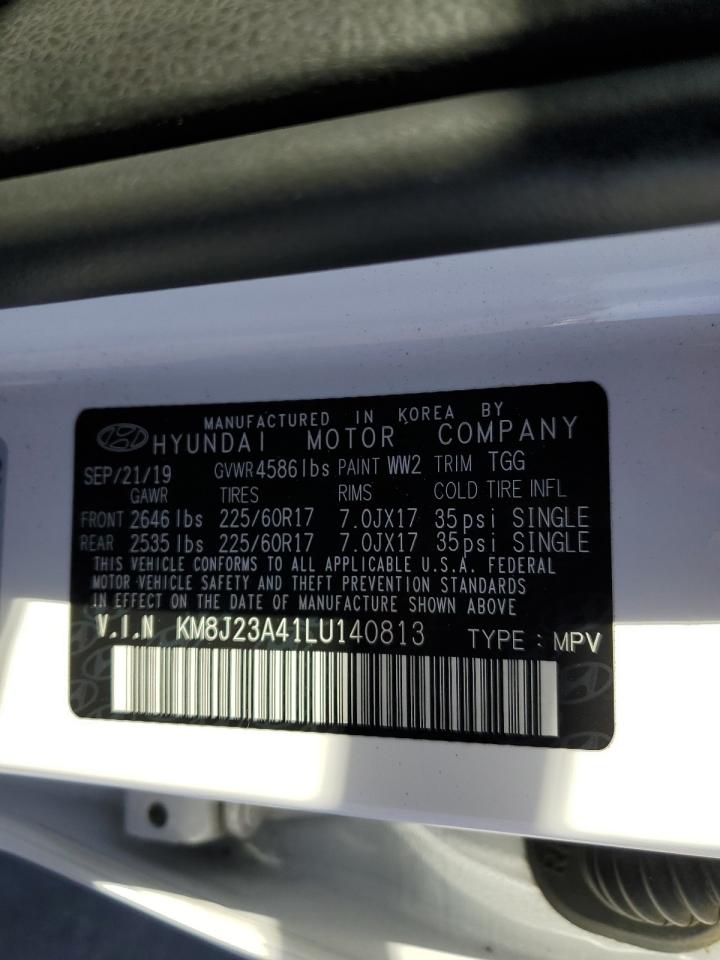 MANUFACTURED IN KOREA BY
HYUNDAI MOTOR COMPANY
SEP/21/19 GVWR 4586 lbs PAINT WW2 TRIM TGG
GAWR TIRES RIMS COLD TIRE INFL
FRONT 2646 lbs 225/60R17 7.0JX17 35psi SINGLE
REAR 2535 lbs 225/60R17 7.0JX17 35psi SINGLE
THIS VEHICLE CONFORMS TO ALL APPLICABLE U.S.A. FEDERAL
MOTOR VEHICLE SAFETY AND THEFT PREVENTION STANDARDS
IN EFFECT ON THE DATE OF MANUFACTURE SHOWN ABOVE
V.I.N KM8J23A41LU140813 TYPE : MPV